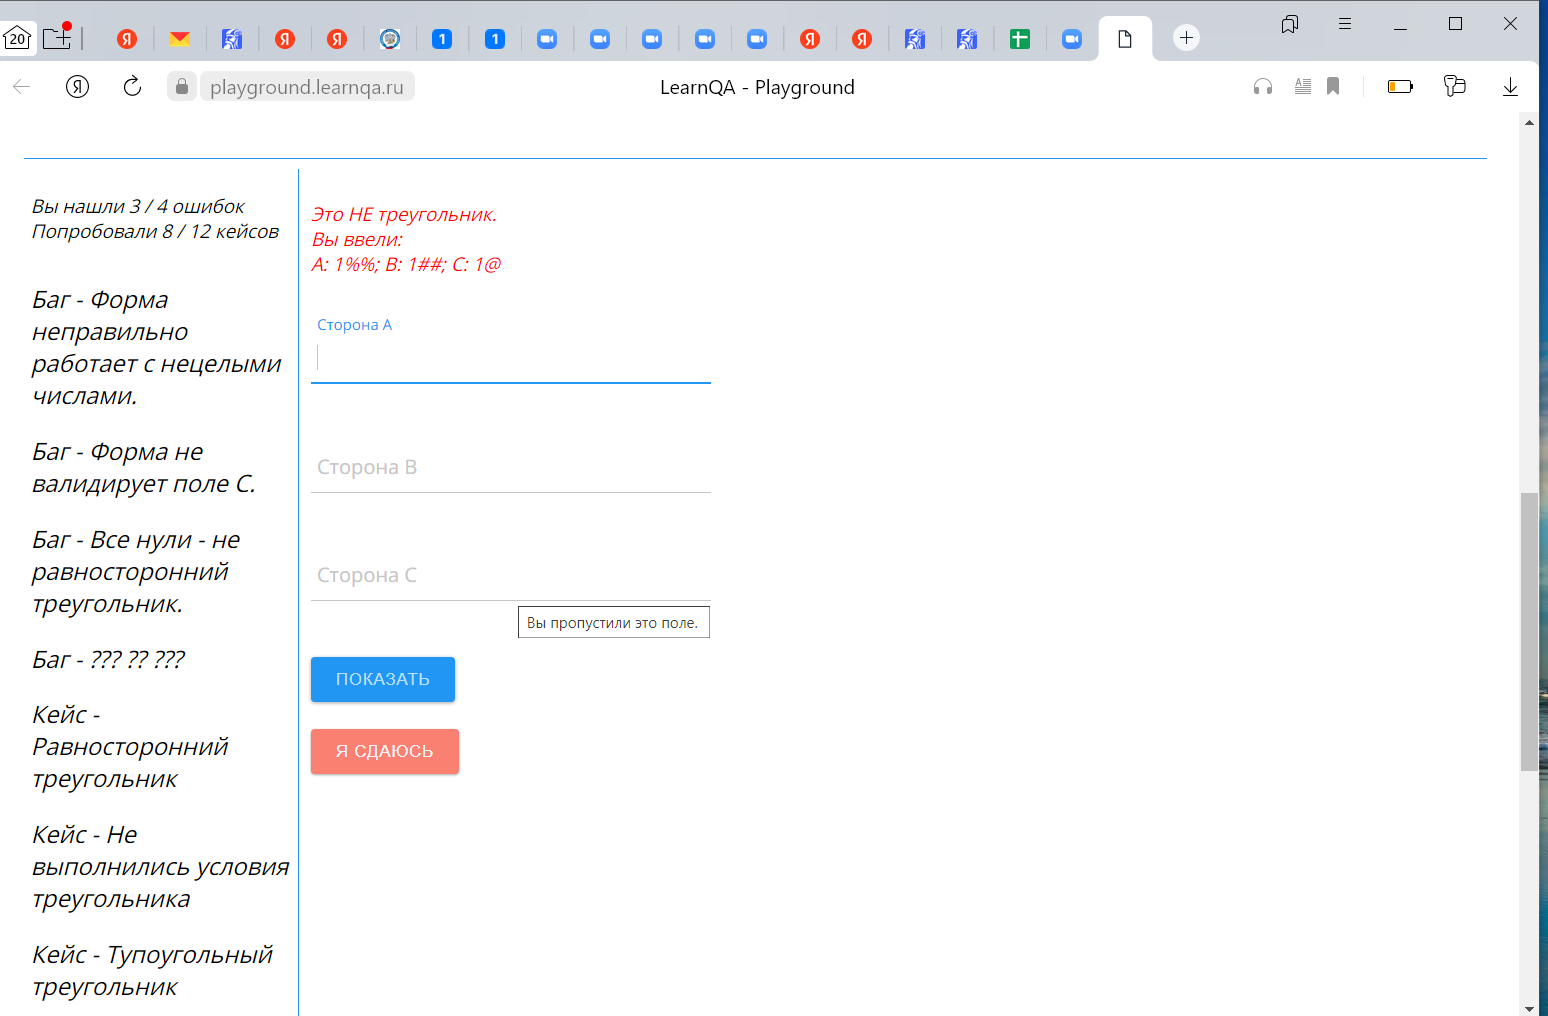 20
1
1
playground.learnqa.ru
LearnQA - Playground
Вы нашли 3 / 4 ошибок
Попробовали 8 / 12 кейсов
Баг - Форма
неправильно
работает с нецелыми
числами.
Баг - Форма не
валидирует поле С.
Баг - Все нули - не
равносторонний
треугольник.
Баг - ??? ?? ???
Кейс -
Равносторонний
треугольник
Кейс - Не
выполнились условия
треугольника
Кейс - Тупоугольный
треугольник
Это НЕ треугольник.
Вы ввели:
A: 1%%; B: 1##; C: 1@
Сторона A
Сторона B
Сторона C
Вы пропустили это поле.
ПОКАЗАТЬ
Я СДАЮСЬ